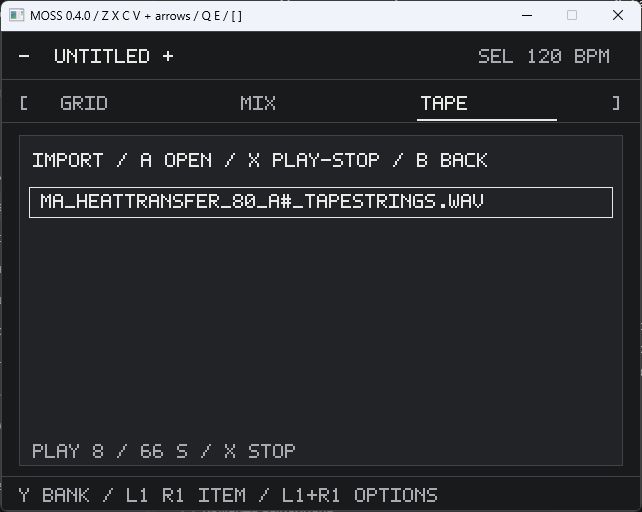 MOSS 0.4.0 / Z X C V + arrows / Q E / [ ]
- UNTITLED + SEL 120 BPM
[ GRID MIX TAPE ]
IMPORT / A OPEN / X PLAY-STOP / B BACK
MA_HEATTRANSFER_80_A#_TAPESTRINGS.WAV
PLAY 8 / 66 S / X STOP
Y BANK / L1 R1 ITEM / L1+R1 OPTIONS